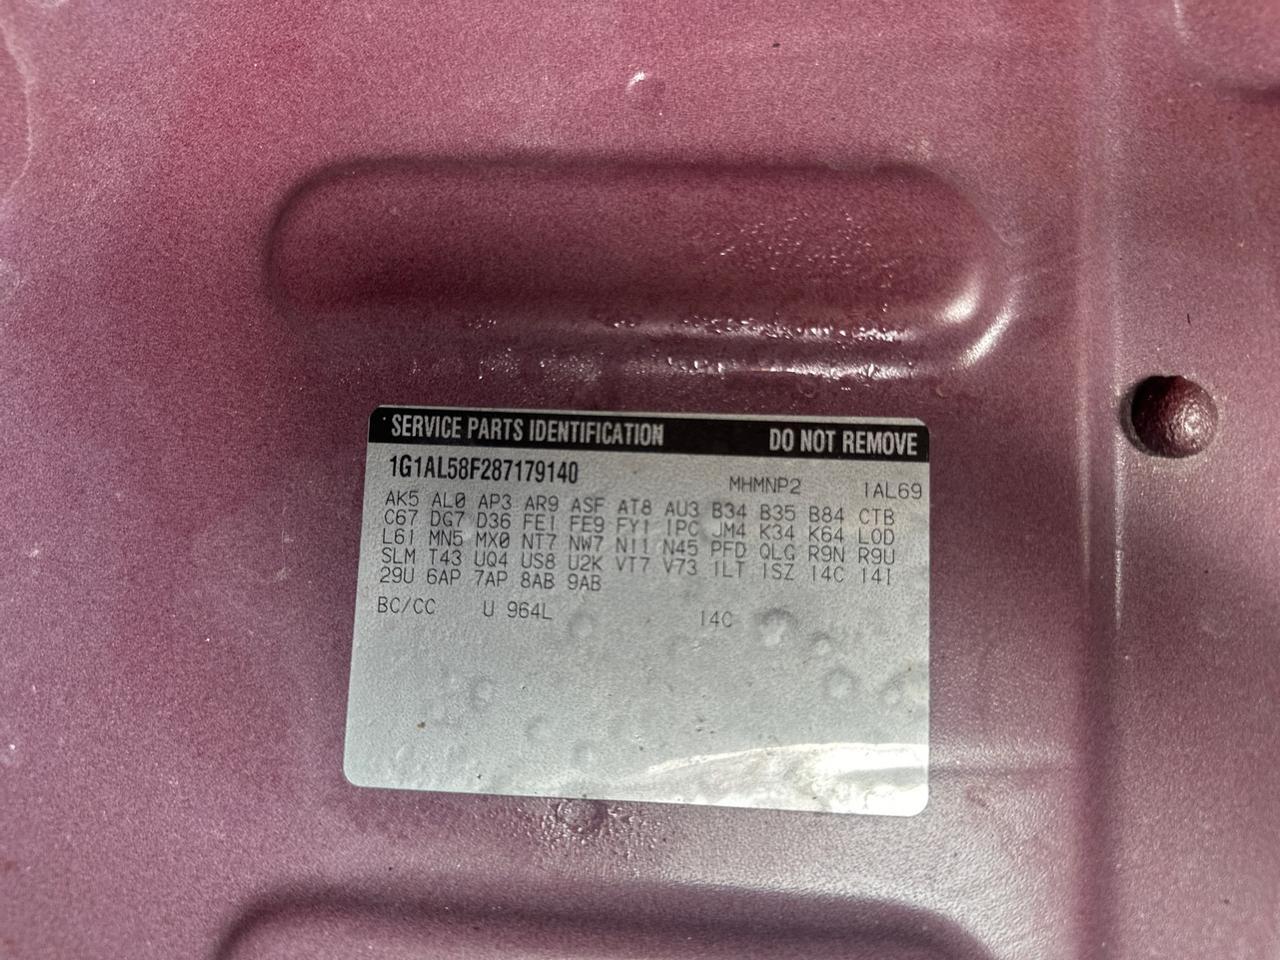 SERVICE PARTS IDENTIFICATION DO NOT REMOVE
1G1AL58F287179140
MHMNP2 1AL69
AK5 AL0 AP3 AR9 ASF AT8 AU3 B34 B35 B84 CTB
C67 DG7 D36 FE1 FE9 FY1 IPC JM4 K34 K64 LOD
L61 MN5 MX0 NT7 NW7 N11 N45 PFD QLG R9N R9U
SLM T43 UQ4 US8 U2K VT7 V73 1LT 1SZ 14C 14I
29U 6AP 7AP 8AB 9AB
BC/CC U 964L 14C